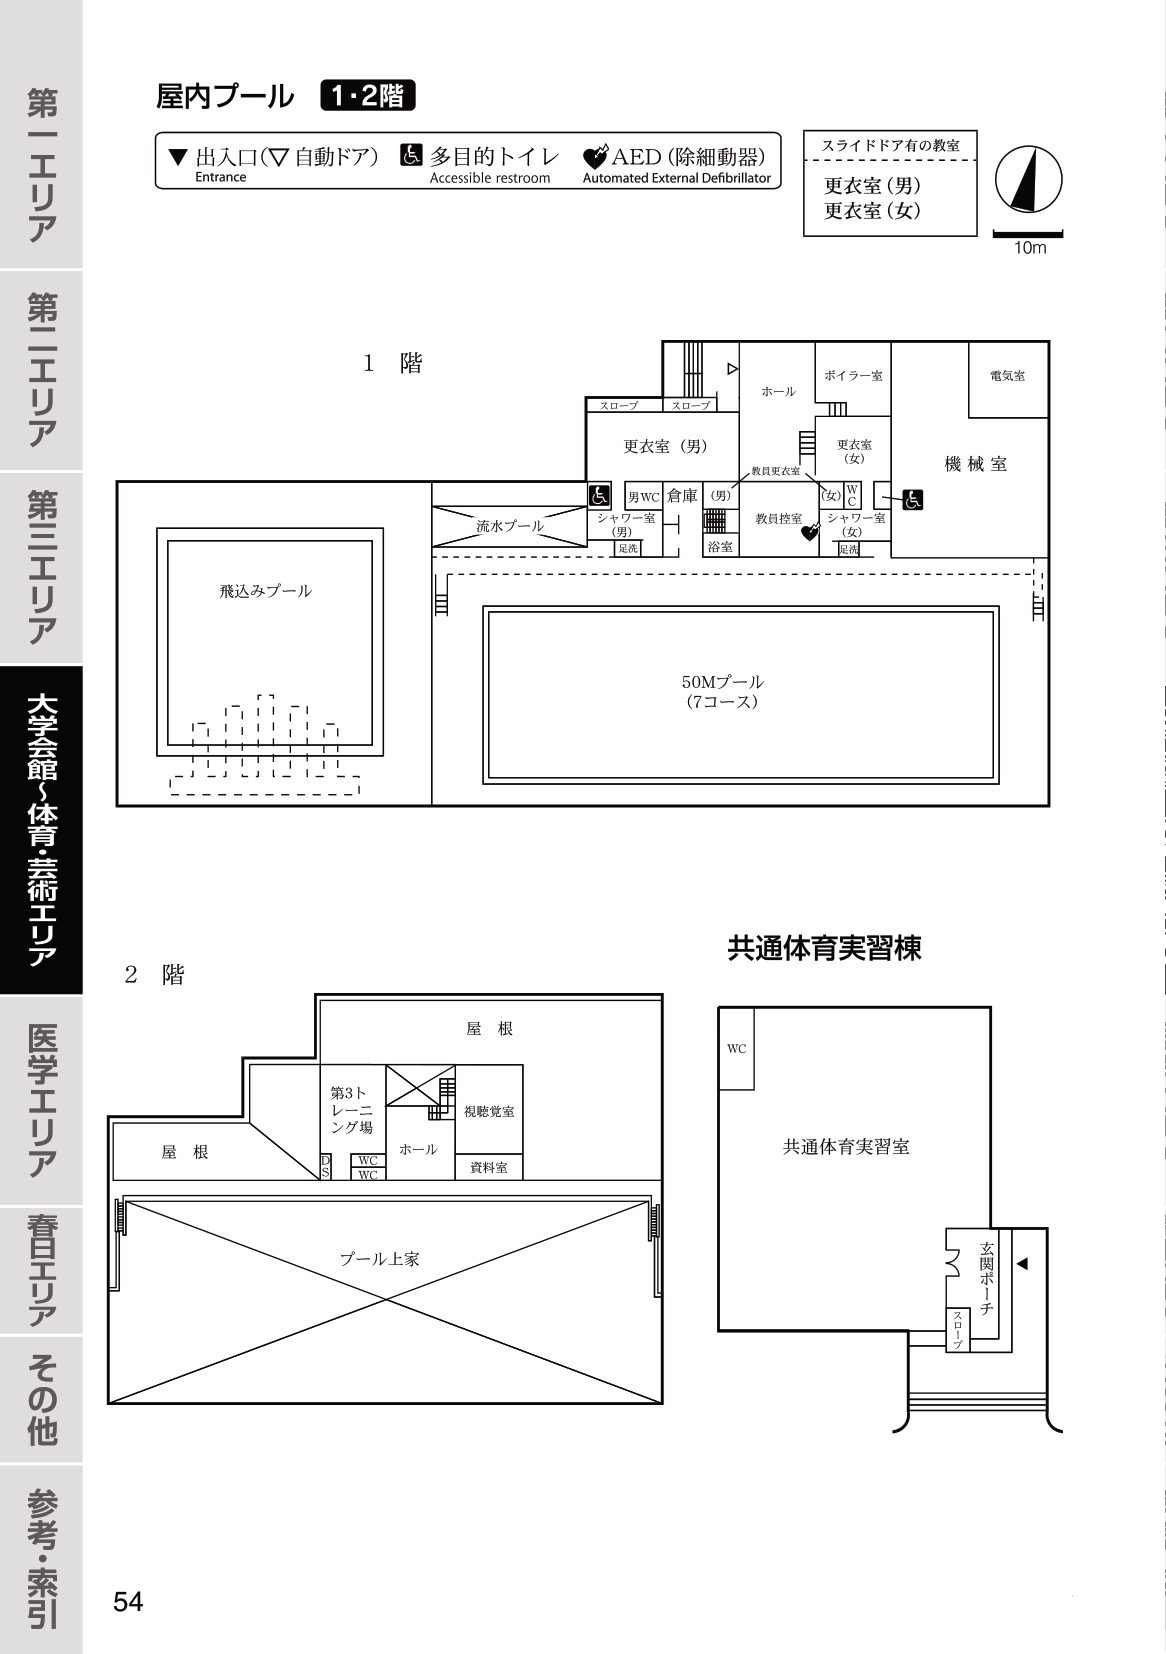 第一エリア
第二エリア
第三エリア
大学会館～体育・芸術エリア
医学エリア
春日エリア
その他
参考・索引
屋内プール 1・2階
▼ 出入口(▽ 自動ドア) 多目的トイレ AED (除細動器)
Entrance Accessible restroom Automated External Defibrillator
スライドドア有の教室
更衣室 (男)
更衣室 (女)
10m
1 階
スロープ
スロープ
ホール
ボイラー室
電気室
更衣室 (男)
更衣室
(女)
機械室
教員更衣室
男WC
倉庫
(男)
(女)
WC
流水プール
シャワー室
(男)
足洗
浴室
教員控室
シャワー室
(女)
足洗
飛込みプール
50Mプール
(7コース)
2 階
屋 根
第3ト
レーニ
ング場
視聴覚室
ホール
屋 根
DS
WC
WC
資料室
プール上家
共通体育実習棟
WC
共通体育実習室
玄関ポーチ
スロープ
54